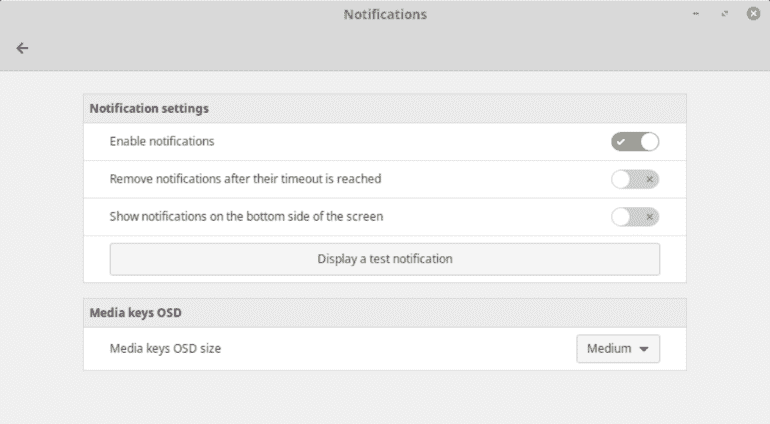 Notifications
Notification settings
Enable notifications
Remove notifications after their timeout is reached
Show notifications on the bottom side of the screen
Display a test notification
Media keys OSD
Media keys OSD size
Medium